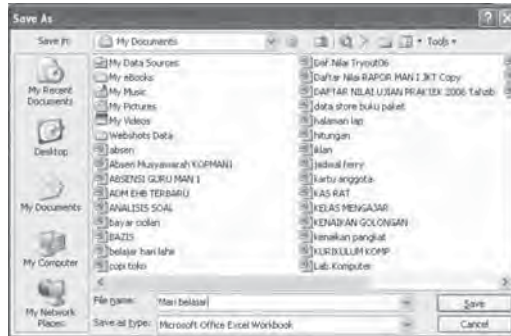 Save As
Save in:
My Documents
Tools
My Recent Documents
Desktop
My Documents
My Computer
My Network Places
My Data Sources
My eBooks
My Music
My Pictures
My Videos
Webshots Data
absen
Absen Musyawarah KOPMAN1
ABSENSI GURU MAN 1
ADM EHB TERBARU
ANALISIS SOAL
bayar cicilan
BAZIS
belajar hari lahir
copi toko
Daf Nilai Tryout06
Daftar Nilai RAPOR MAN I JKT Copy
DAFTAR NILAI UJIAN PRAKTEK 2006 Tahsb
data store buku paket
halaman lap
hitungan
iklan
jadwal ferry
kartu anggota
KAS RAT
KELAS MENGAJAR
KENAIKAN GOLONGAN
kenaikan pangkat
KURIKULUM KOMP
Lab Komputer
File name:
Mari belajar
Save
Save as type:
Microsoft Office Excel Workbook
Cancel